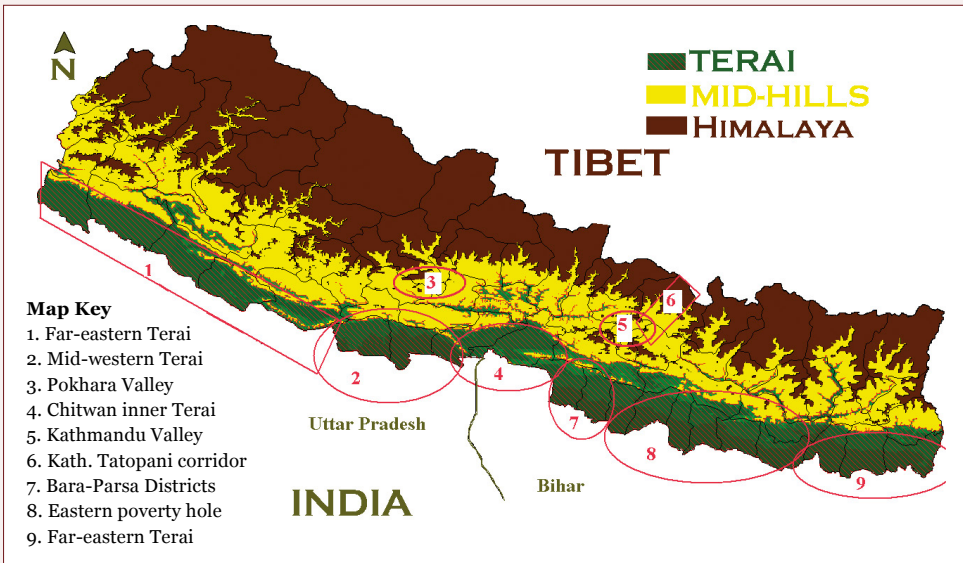 N
TERAI
MID-HILLS
HIMALAYA
TIBET
1
3
6
5
Map Key
1. Far-eastern Terai
2. Mid-western Terai
3. Pokhara Valley
4. Chitwan inner Terai
5. Kathmandu Valley
6. Kath. Tatopani corridor
7. Bara-Parsa Districts
8. Eastern poverty hole
9. Far-eastern Terai
2
4
Uttar Pradesh
7
8
9
Bihar
INDIA